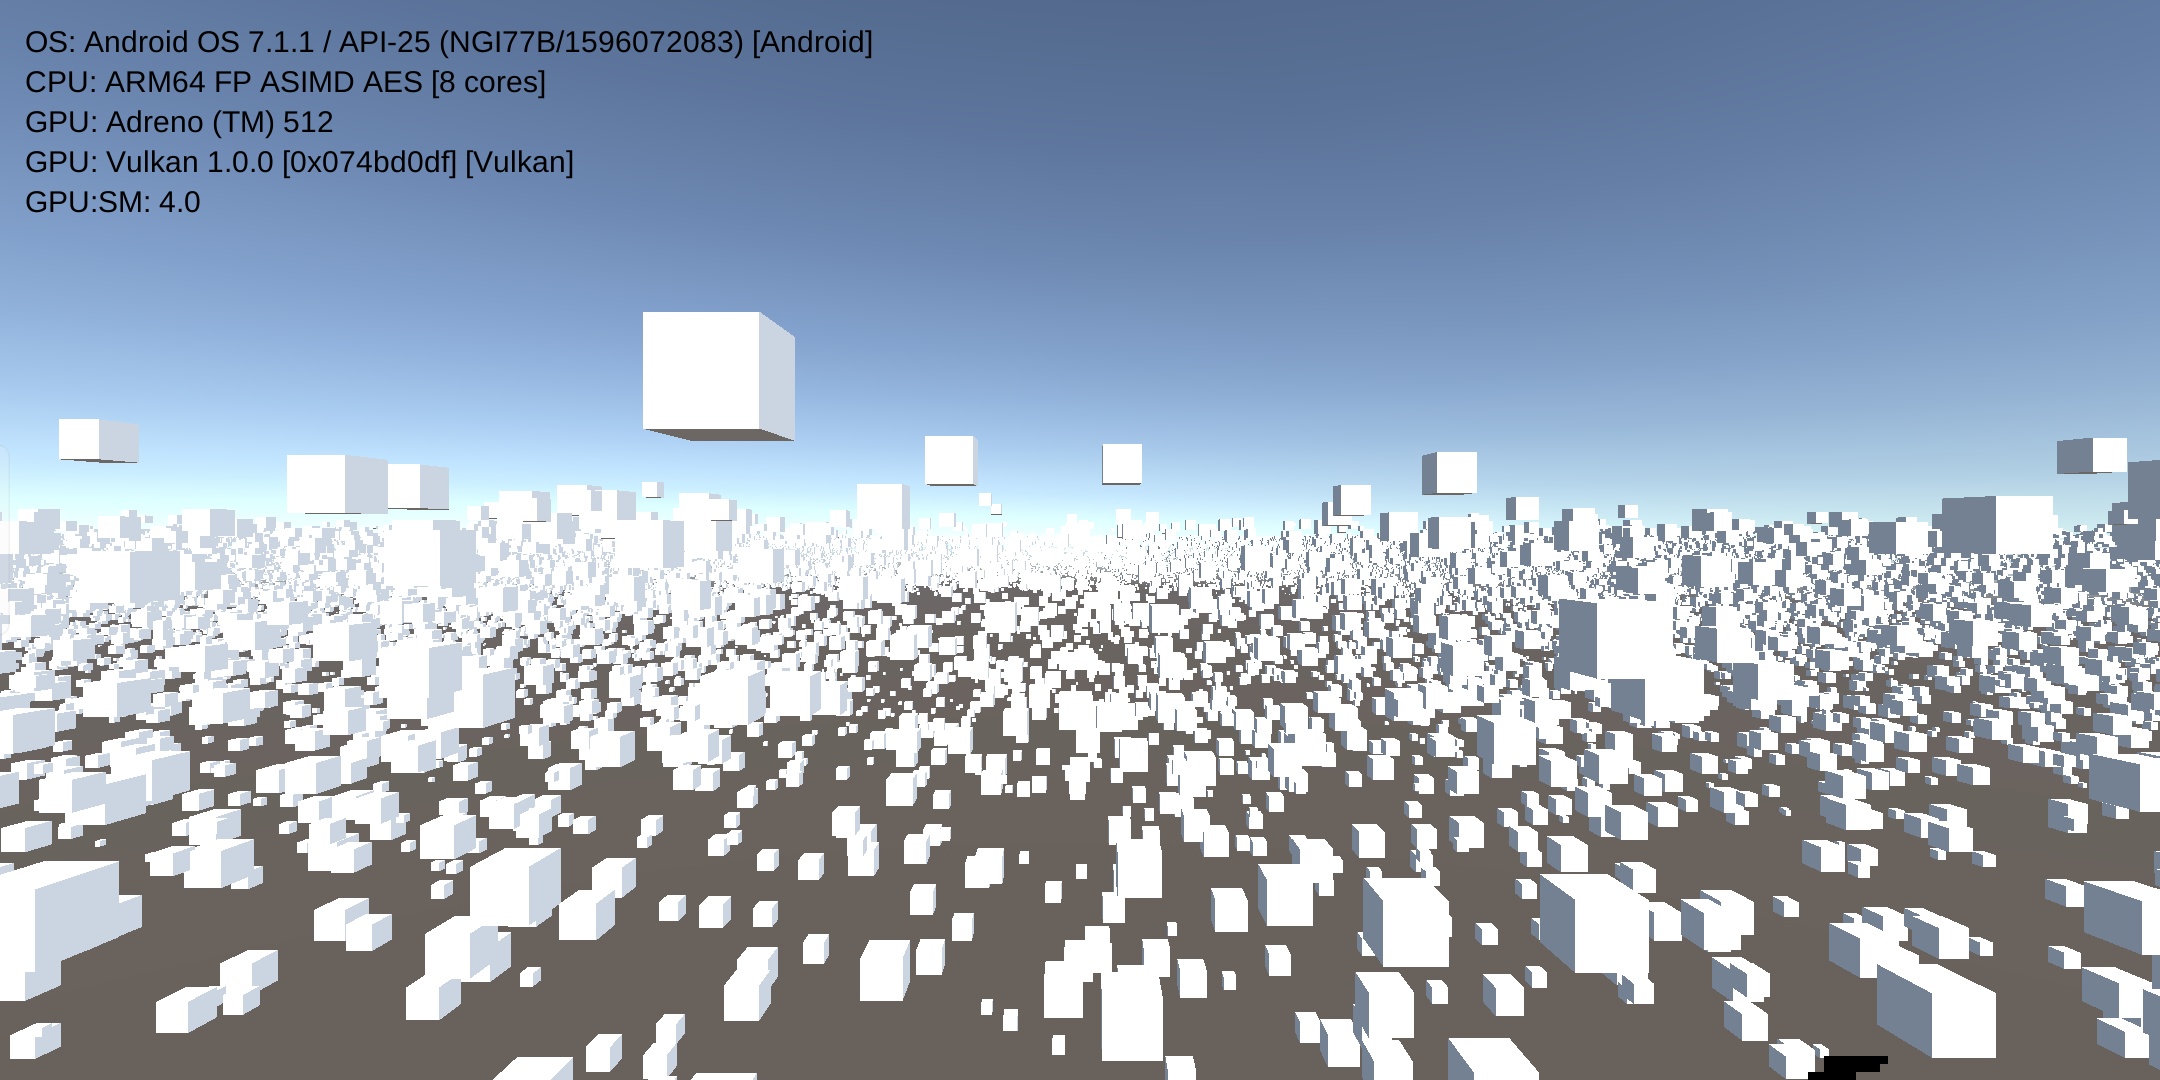 OS: Android OS 7.1.1 / API-25 (NGI77B/1596072083) [Android]
CPU: ARM64 FP ASIMD AES [8 cores]
GPU: Adreno (TM) 512
GPU: Vulkan 1.0.0 [0x074bd0df] [Vulkan]
GPU:SM: 4.0